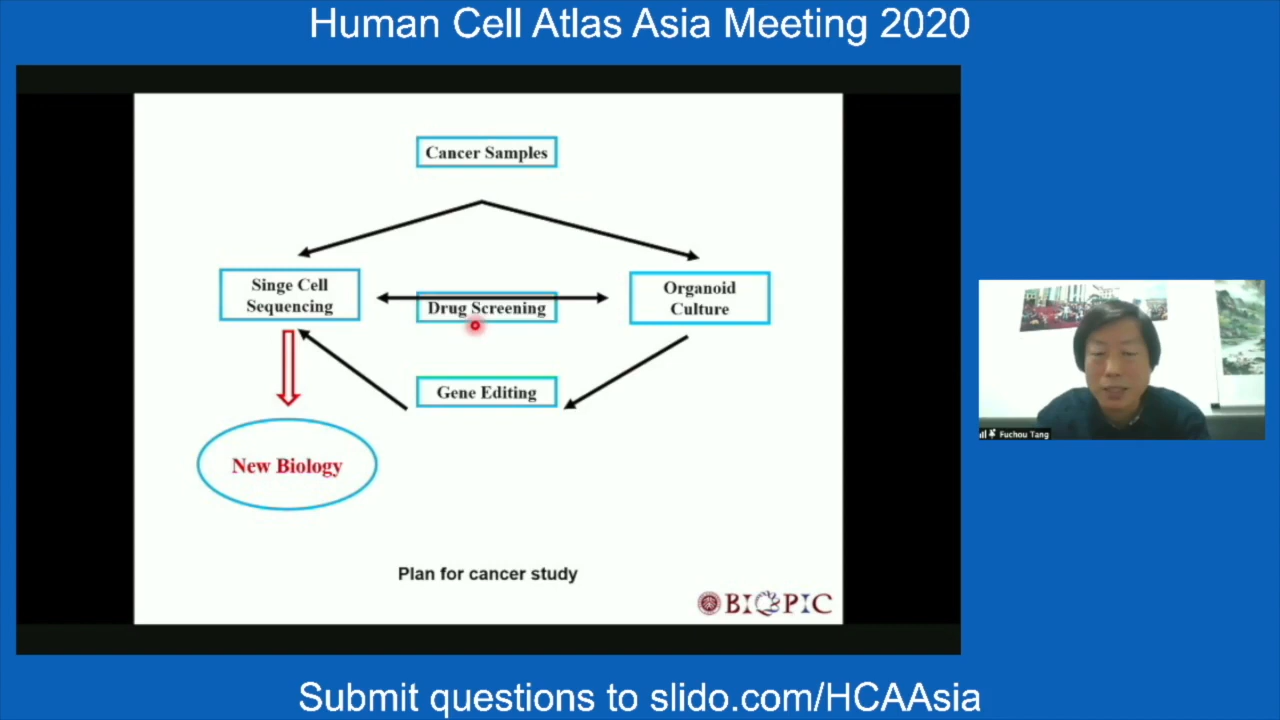 Human Cell Atlas Asia Meeting 2020
Cancer Samples
Singe Cell
Sequencing
Drug Screening
Organoid
Culture
Gene Editing
New Biology
Plan for cancer study
BIOPIC
Fuchou Tang
Submit questions to slido.com/HCAAsia